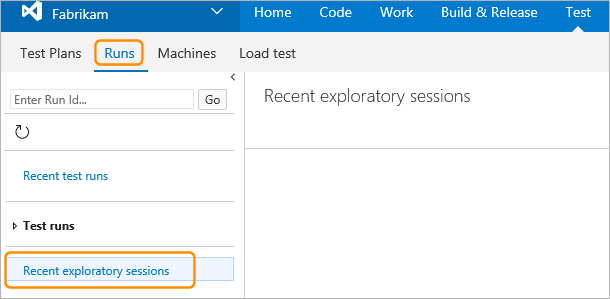 Fabrikam Home Code Work Build & Release Test
Test Plans Runs Machines Load test
Enter Run Id... Go
Recent exploratory sessions
Recent test runs
Test runs
Recent exploratory sessions